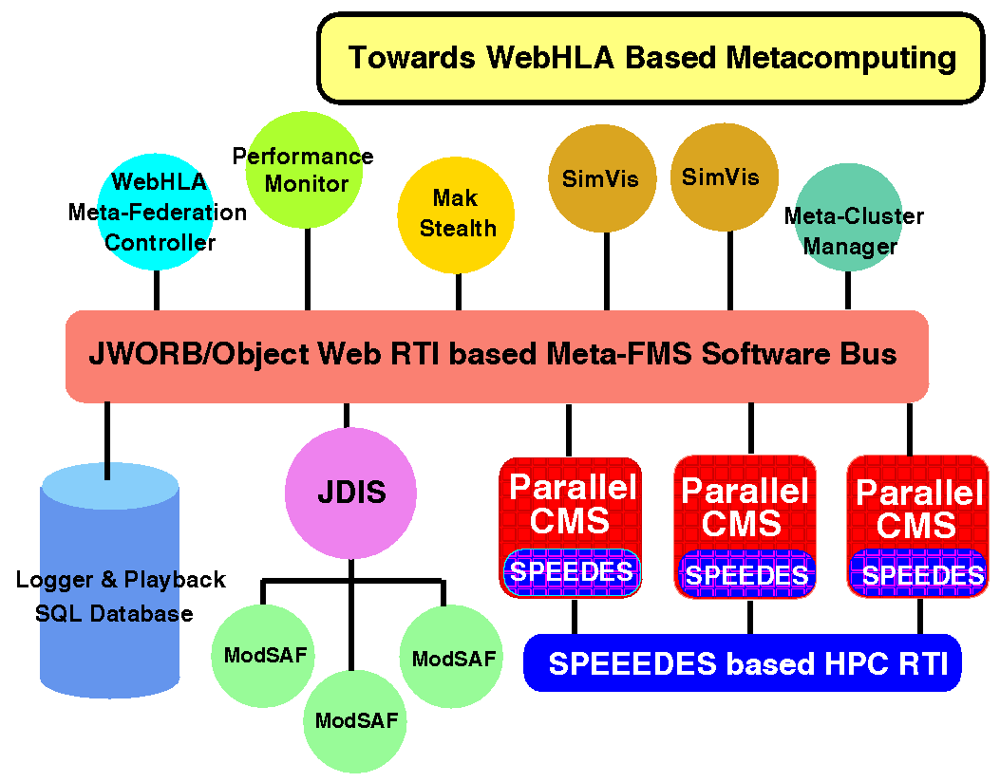 Towards WebHLA Based Metacomputing
WebHLA
Meta-Federation
Controller
Performance
Monitor
Mak
Stealth
SimVis
SimVis
Meta-Cluster
Manager
JWORB/Object Web RTI based Meta-FMS Software Bus
Logger & Playback
SQL Database
JDIS
ModSAF
ModSAF
ModSAF
Parallel
CMS
SPEEDES
Parallel
CMS
SPEEDES
Parallel
CMS
SPEEDES
SPEEEDES based HPC RTI